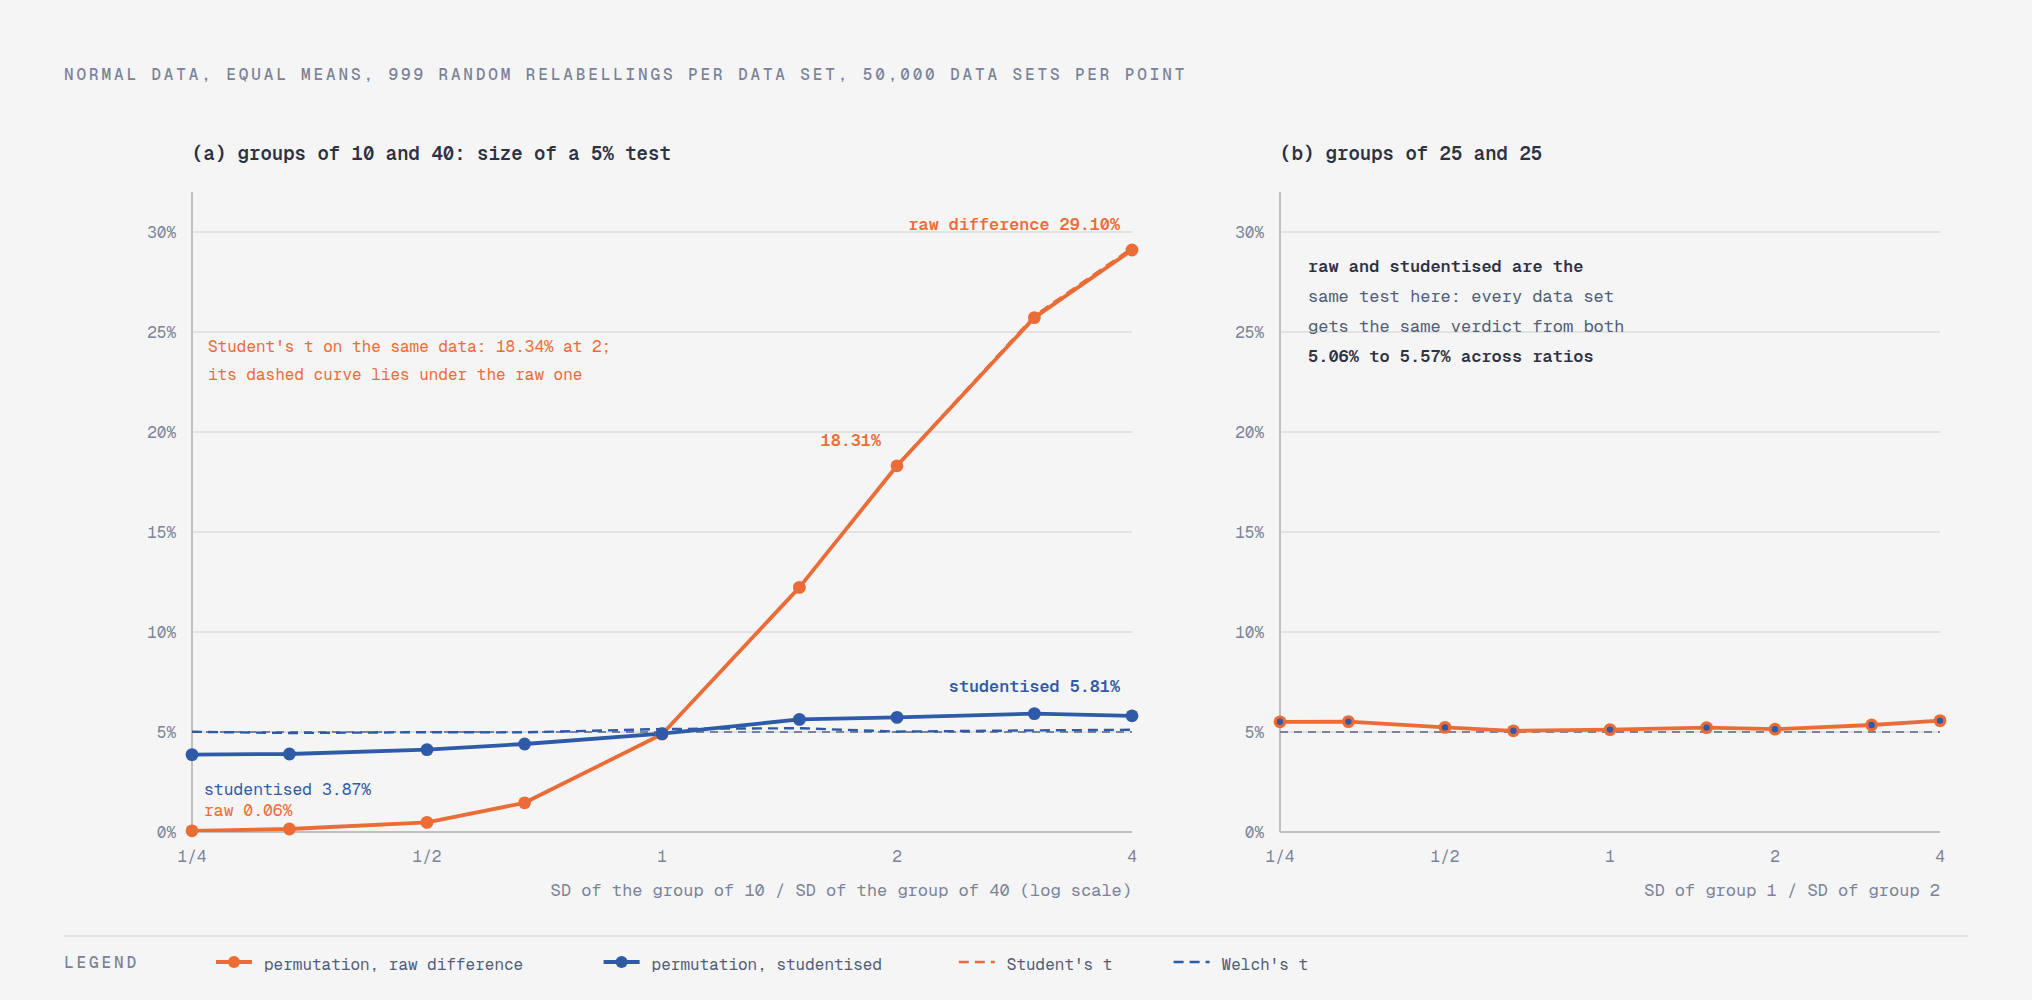 NORMAL DATA, EQUAL MEANS, 999 RANDOM RELABELLINGS PER DATA SET, 50,000 DATA SETS PER POINT
(a) groups of 10 and 40: size of a 5% test
30%
25%
20%
15%
10%
5%
0%
raw difference 29.10%
Student's t on the same data: 18.34% at 2;
its dashed curve lies under the raw one
18.31%
studentised 5.81%
studentised 3.87%
raw 0.06%
1/4 1/2 1 2 4
SD of the group of 10 / SD of the group of 40 (log scale)
(b) groups of 25 and 25
30%
25%
20%
15%
10%
5%
0%
raw and studentised are the
same test here: every data set
gets the same verdict from both
5.06% to 5.57% across ratios
1/4 1/2 1 2 4
SD of group 1 / SD of group 2
LEGEND permutation, raw difference permutation, studentised Student's t Welch's t